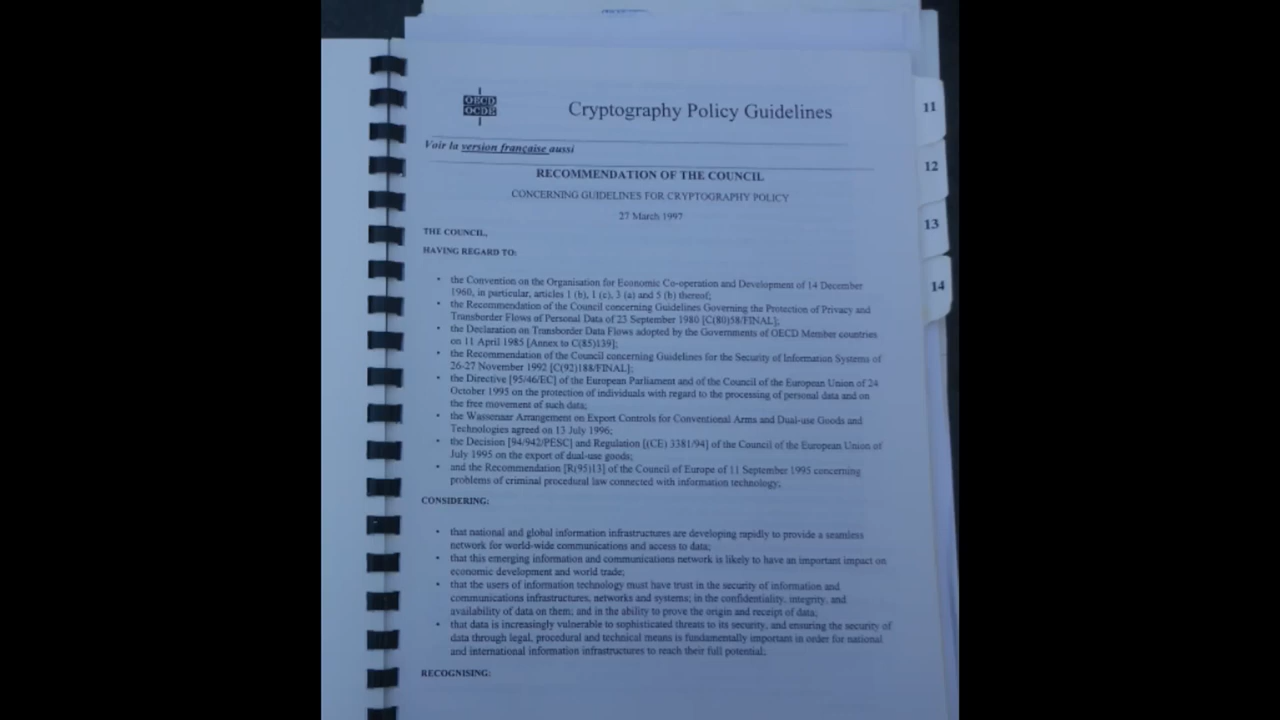 OECD
OCDE
Cryptography Policy Guidelines
Voir la version française aussi
RECOMMENDATION OF THE COUNCIL
CONCERNING GUIDELINES FOR CRYPTOGRAPHY POLICY
27 March 1997
THE COUNCIL,
HAVING REGARD TO:
• the Convention on the Organisation for Economic Co-operation and Development of 14 December
1960, in particular, articles 1 (b), 1 (c), 3 (a) and 5 (b) thereof;
• the Recommendation of the Council concerning Guidelines Governing the Protection of Privacy and
Transborder Flows of Personal Data of 23 September 1980 [C(80)58/FINAL];
• the Declaration on Transborder Data Flows adopted by the Governments of OECD Member countries
on 11 April 1985 [Annex to C(85)139];
• the Recommendation of the Council concerning Guidelines for the Security of Information Systems of
26-27 November 1992 [C(92)188/FINAL];
• the Directive [95/46/EC] of the European Parliament and of the Council of the European Union of 24
October 1995 on the protection of individuals with regard to the processing of personal data and on
the free movement of such data;
• the Wassenaar Arrangement on Export Controls for Conventional Arms and Dual-use Goods and
Technologies agreed on 13 July 1996;
• the Decision [94/942/PESC] and Regulation [(CE) 3381/94] of the Council of the European Union of
July 1995 on the export of dual-use goods;
• and the Recommendation [R(95)13] of the Council of Europe of 11 September 1995 concerning
problems of criminal procedural law connected with information technology;
CONSIDERING:
• that national and global information infrastructures are developing rapidly to provide a seamless
network for world-wide communications and access to data;
• that this emerging information and communications network is likely to have an important impact on
economic development and world trade;
• that the users of information technology must have trust in the security of information and
communications infrastructures, networks and systems; in the confidentiality, integrity, and
availability of data on them; and in the ability to prove the origin and receipt of data;
• that data is increasingly vulnerable to sophisticated threats to its security, and ensuring the security of
data through legal, procedural and technical means is fundamentally important in order for national
and international information infrastructures to reach their full potential;
RECOGNISING:
11
12
13
14